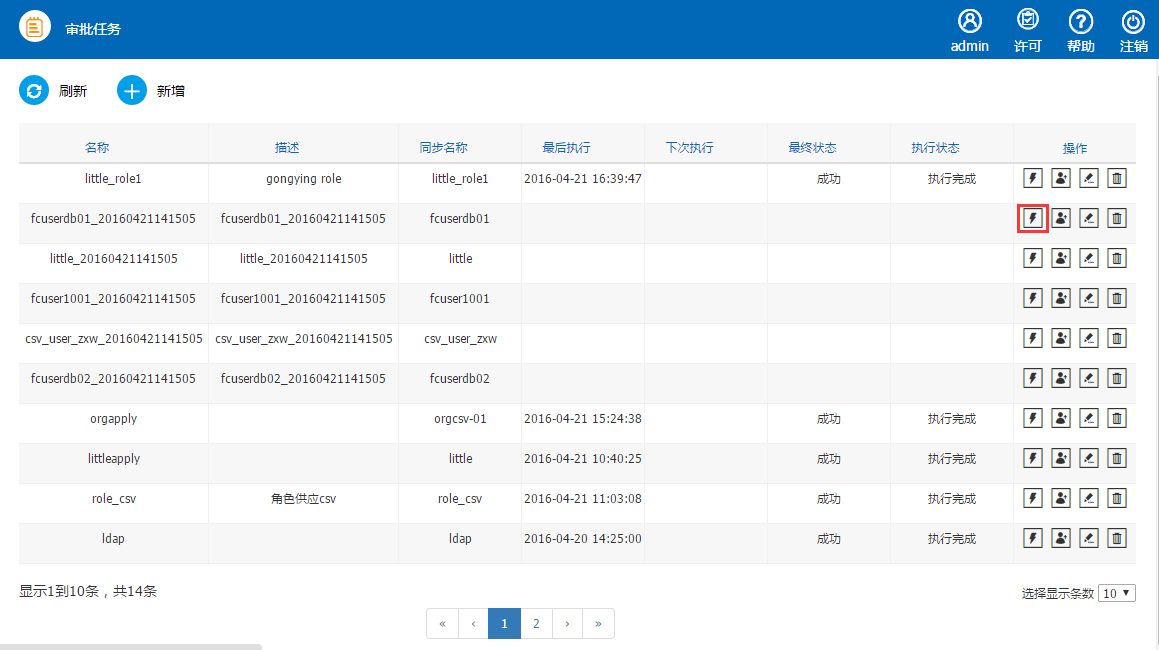 审批任务
admin 许可 帮助 注销
刷新 新增
名称 描述 同步名称 最后执行 下次执行 最终状态 执行状态 操作
little_role1 gongying role little_role1 2016-04-21 16:39:47 成功 执行完成
fcuserdb01_20160421141505 fcuserdb01_20160421141505 fcuserdb01
little_20160421141505 little_20160421141505 little
fcuser1001_20160421141505 fcuser1001_20160421141505 fcuser1001
csv_user_zxw_20160421141505 csv_user_zxw_20160421141505 csv_user_zxw
fcuserdb02_20160421141505 fcuserdb02_20160421141505 fcuserdb02
orgapply orgcsv-01 2016-04-21 15:24:38 成功 执行完成
littleapply little 2016-04-21 10:40:25 成功 执行完成
role_csv 角色供应csv role_csv 2016-04-21 11:03:08 成功 执行完成
ldap ldap 2016-04-20 14:25:00 成功 执行完成
显示1到10条，共14条 选择显示条数 10
« ‹ 1 2 › »